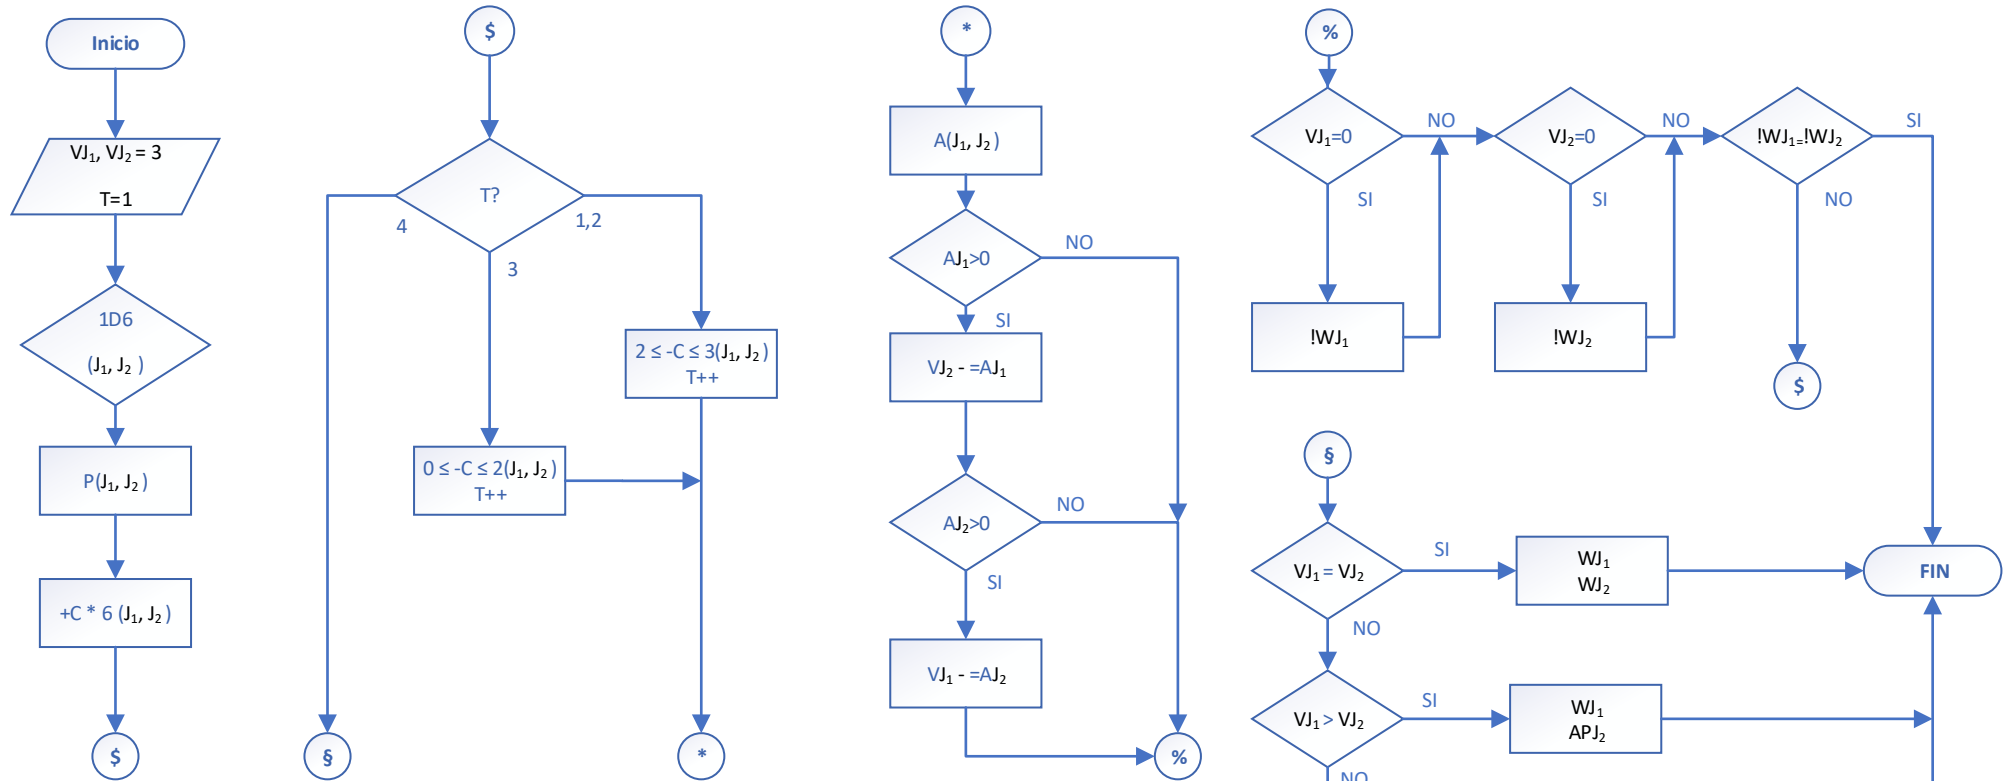 Inicio
VJ₁, VJ₂ = 3
T=1
1D6
(J₁, J₂ )
P(J₁, J₂ )
+C * 6 (J₁, J₂ )
$
$
T?
4
1,2
3
2 ≤ -C ≤ 3(J₁, J₂ )
T++
0 ≤ -C ≤ 2(J₁, J₂ )
T++
§
*
*
A(J₁, J₂ )
AJ₁>0
NO
SI
VJ₂ - =AJ₁
AJ₂>0
NO
SI
VJ₁ - =AJ₂
%
%
VJ₁=0
NO
SI
!WJ₁
VJ₂=0
NO
SI
!WJ₂
!WJ₁=!WJ₂
SI
NO
$
§
VJ₁ = VJ₂
SI
WJ₁
WJ₂
FIN
NO
VJ₁ > VJ₂
SI
WJ₁
APJ₂
NO